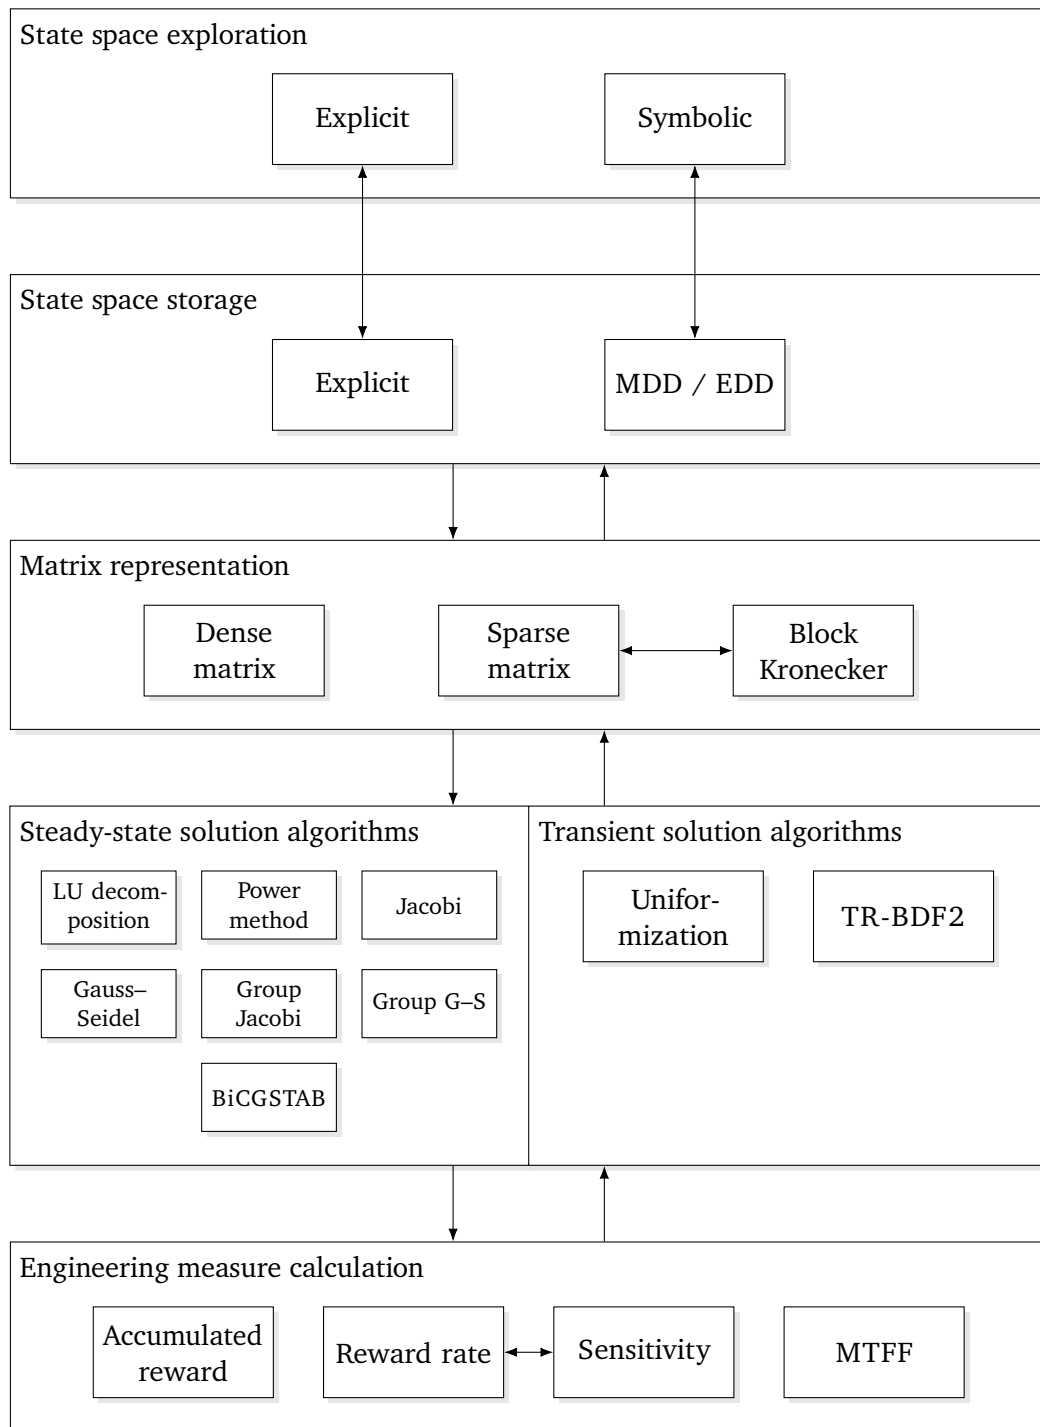 State space exploration
Explicit
Symbolic
State space storage
Explicit
MDD / EDD
Matrix representation
Dense
matrix
Sparse
matrix
Block
Kronecker
Steady-state solution algorithms
LU decom-
position
Power
method
Jacobi
Gauss–
Seidel
Group
Jacobi
Group G–S
BiCGSTAB
Transient solution algorithms
Unifor-
mization
TR-BDF2
Engineering measure calculation
Accumulated
reward
Reward rate
Sensitivity
MTFF